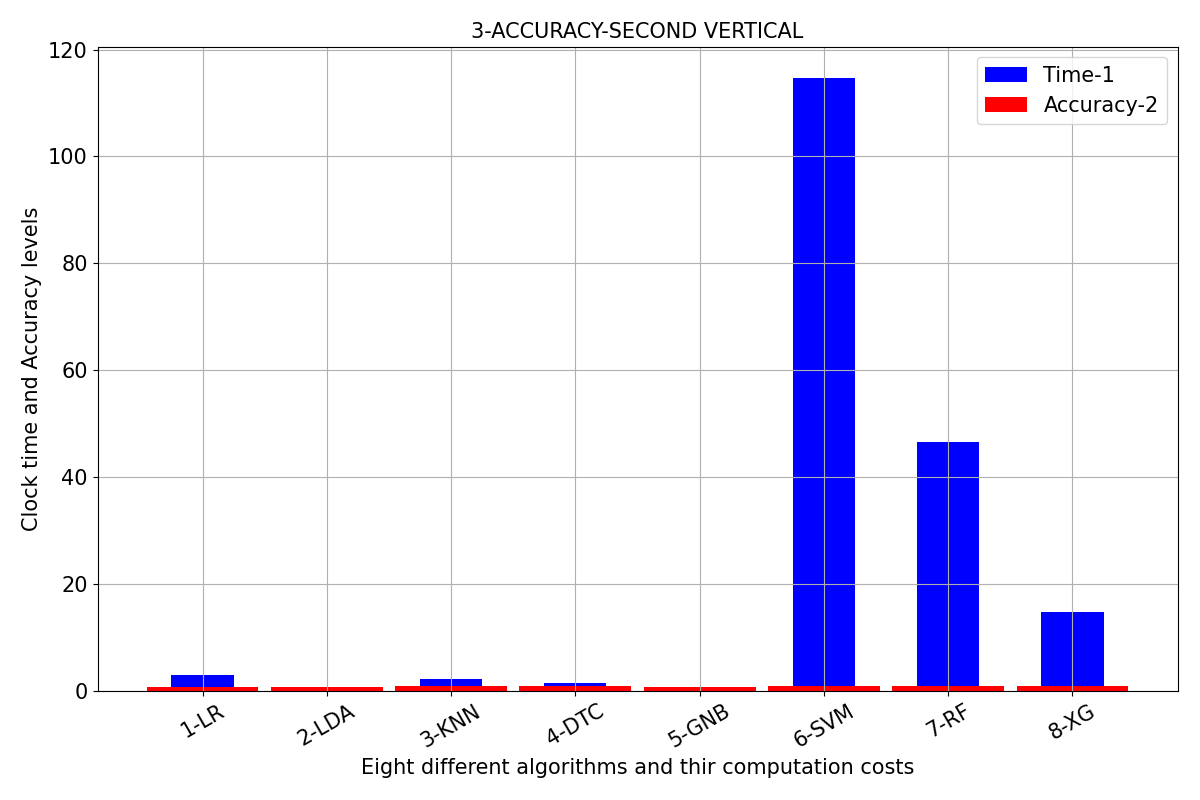 3-ACCURACY-SECOND VERTICAL
Time-1
Accuracy-2
Clock time and Accuracy levels
120
100
80
60
40
20
0
1-LR
2-LDA
3-KNN
4-DTC
5-GNB
6-SVM
7-RF
8-XG
Eight different algorithms and thir computation costs